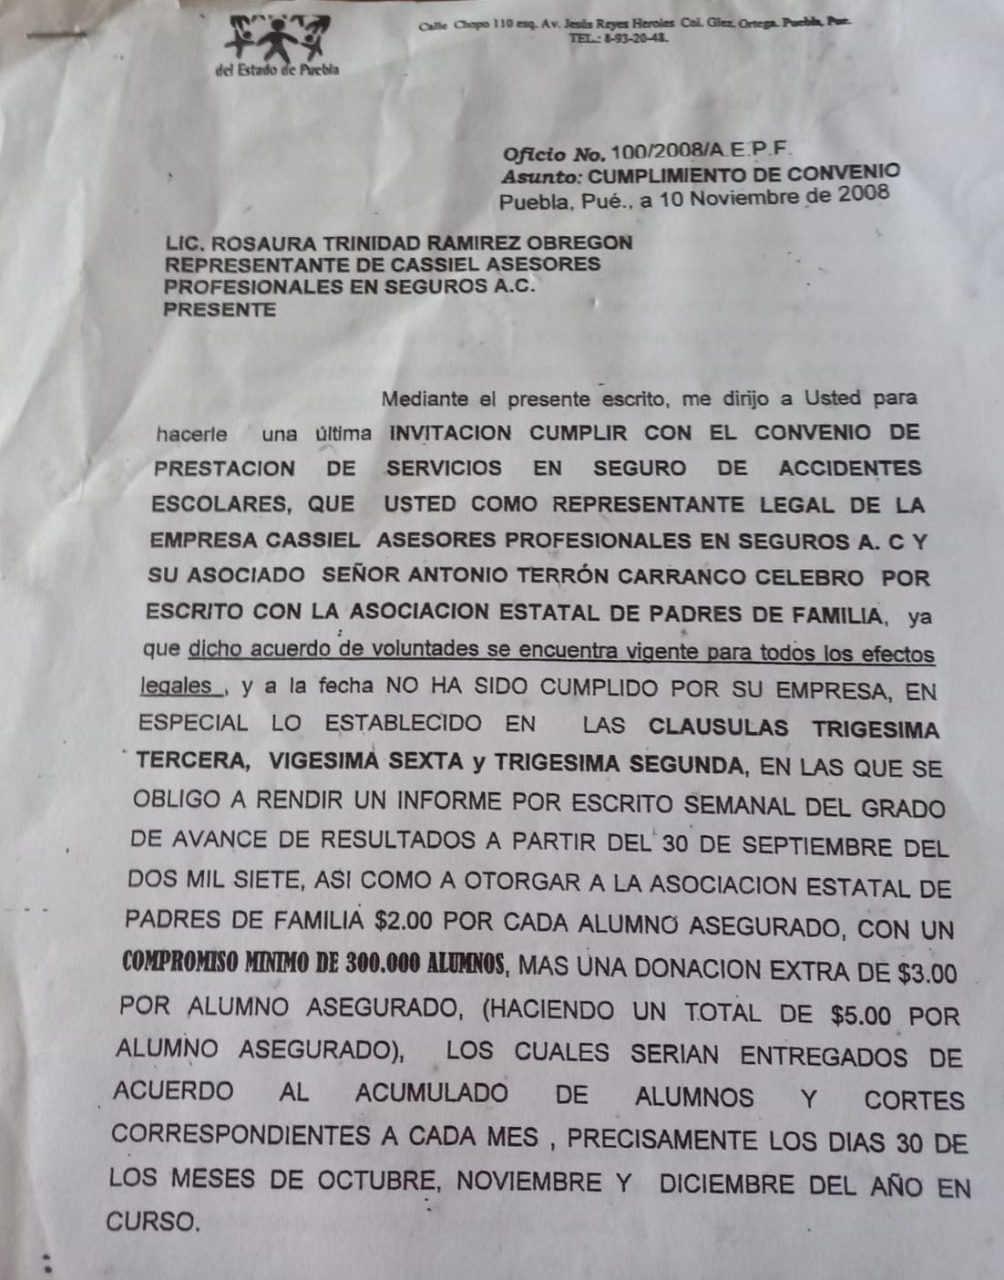 Calle Chopo 110 esq. Av. Jesús Reyes Heroles Col. Glez. Ortega. Puebla, Pue.
TEL.: 8-93-20-48.
del Estado de Puebla
Oficio No. 100/2008/A.E.P.F.
Asunto: CUMPLIMIENTO DE CONVENIO
Puebla, Pué., a 10 Noviembre de 2008
LIC. ROSAURA TRINIDAD RAMIREZ OBREGON
REPRESENTANTE DE CASSIEL ASESORES
PROFESIONALES EN SEGUROS A.C.
PRESENTE
Mediante el presente escrito, me dirijo a Usted para
hacerle una última INVITACION CUMPLIR CON EL CONVENIO DE
PRESTACION DE SERVICIOS EN SEGURO DE ACCIDENTES
ESCOLARES, QUE USTED COMO REPRESENTANTE LEGAL DE LA
EMPRESA CASSIEL ASESORES PROFESIONALES EN SEGUROS A. C Y
SU ASOCIADO SEÑOR ANTONIO TERRÓN CARRANCO CELEBRO POR
ESCRITO CON LA ASOCIACION ESTATAL DE PADRES DE FAMILIA, ya
que dicho acuerdo de voluntades se encuentra vigente para todos los efectos
legales , y a la fecha NO HA SIDO CUMPLIDO POR SU EMPRESA, EN
ESPECIAL LO ESTABLECIDO EN LAS CLAUSULAS TRIGESIMA
TERCERA, VIGESIMA SEXTA y TRIGESIMA SEGUNDA, EN LAS QUE SE
OBLIGO A RENDIR UN INFORME POR ESCRITO SEMANAL DEL GRADO
DE AVANCE DE RESULTADOS A PARTIR DEL 30 DE SEPTIEMBRE DEL
DOS MIL SIETE, ASI COMO A OTORGAR A LA ASOCIACION ESTATAL DE
PADRES DE FAMILIA $2.00 POR CADA ALUMNO ASEGURADO, CON UN
COMPROMISO MINIMO DE 300.000 ALUMNOS, MAS UNA DONACION EXTRA DE $3.00
POR ALUMNO ASEGURADO, (HACIENDO UN TOTAL DE $5.00 POR
ALUMNO ASEGURADO), LOS CUALES SERIAN ENTREGADOS DE
ACUERDO AL ACUMULADO DE ALUMNOS Y CORTES
CORRESPONDIENTES A CADA MES , PRECISAMENTE LOS DIAS 30 DE
LOS MESES DE OCTUBRE, NOVIEMBRE Y DICIEMBRE DEL AÑO EN
CURSO.